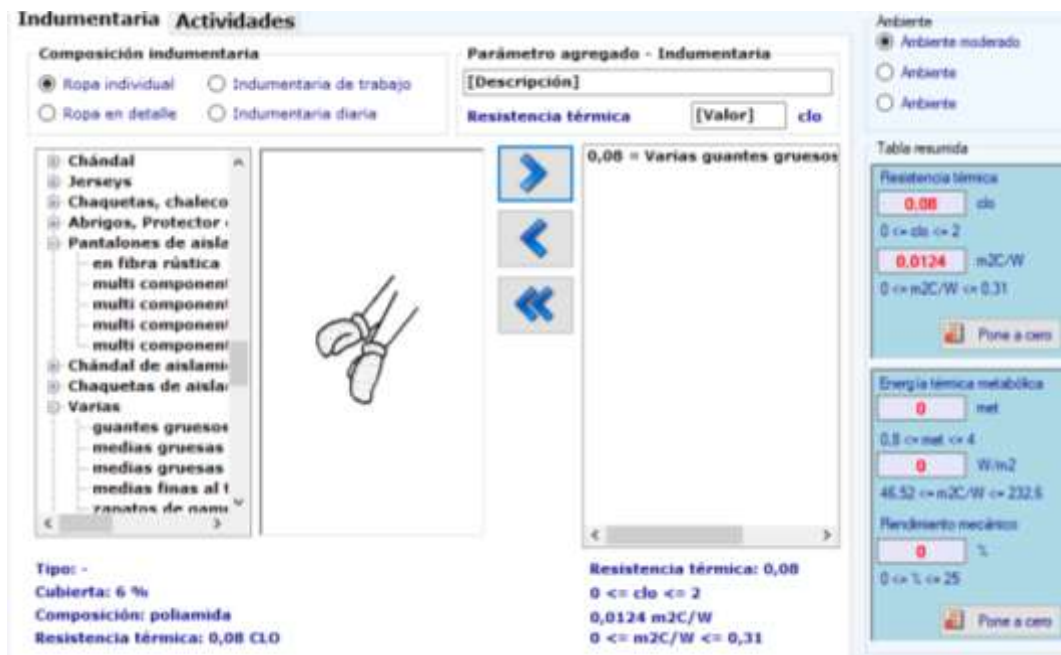 Indumentaria Actividades
Composición indumentaria
Ropa individual
Indumentaria de trabajo
Ropa en detalle
Indumentaria diaria
Parámetro agregado - Indumentaria
[Descripción]
Resistencia térmica [Valor] clo
Chándal
Jerseys
Chaquetas, chaleco
Abrigos, Protector
Pantalones de aisla
en fibra rústica
multi component
multi component
multi component
multi component
Chándal de aislami
Chaquetas de aislar
Varias
guantes gruesos
medias gruesas
medias gruesas
medias finas al t
zapatos de
0,08 = Varias guantes gruesos
Tipo: -
Cubierta: 6 %
Composición: poliamida
Resistencia térmica: 0,08 CLO
Resistencia térmica: 0,08
0 <= clo <= 2
0,0124 m2C/W
0 <= m2C/W <= 0,31
Ambiente
Ambiente moderado
Ambiente
Ambiente
Tabla resumida
Resistencia térmica
0,08 clo
0 <= clo <= 2
0,0124 m2C/W
0 <= m2C/W <= 0.31
Pone a cero
Energía térmica metabólica
0 met
0,8 <= met <= 4
0 W/m2
46,52 <= m2C/W <= 232,6
Rendimiento mecánico
0 %
0 <= % <= 25
Pone a cero